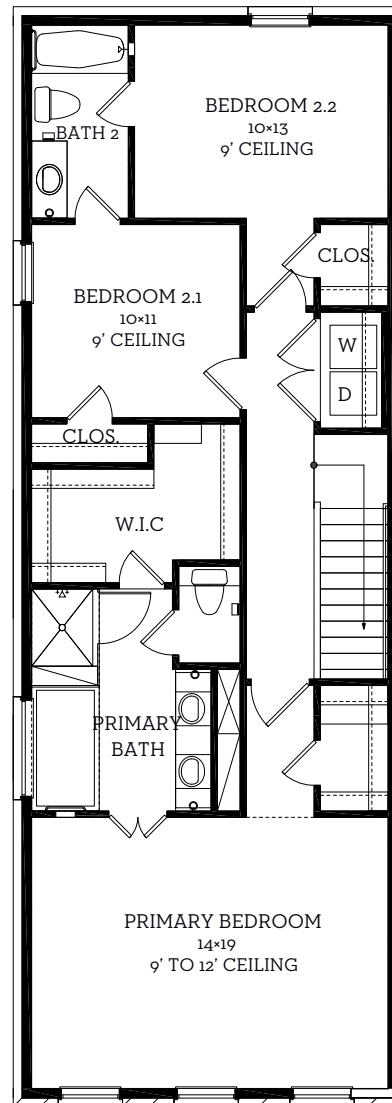 BEDROOM 2.2
10×13
9' CEILING
BATH 2
CLOS.
BEDROOM 2.1
10×11
9' CEILING
W
D
CLOS.
W.I.C
PRIMARY
BATH
PRIMARY BEDROOM
14×19
9' TO 12' CEILING